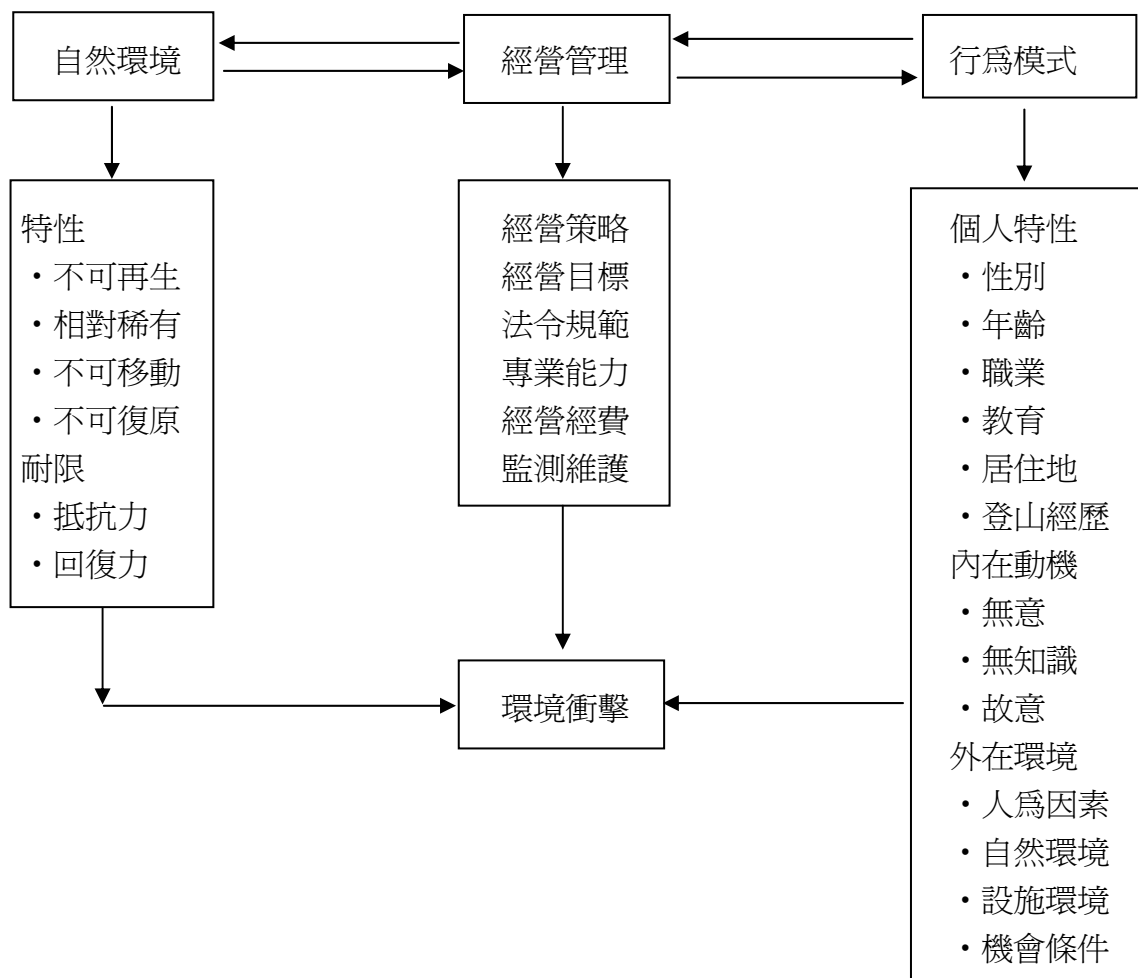 自然環境
經營管理
行為模式
特性
・不可再生
・相對稀有
・不可移動
・不可復原
耐限
・抵抗力
・回復力
經營策略
經營目標
法令規範
專業能力
經營經費
監測維護
個人特性
・性別
・年齡
・職業
・教育
・居住地
・登山經歷
內在動機
・無意
・無知識
・故意
外在環境
・人為因素
・自然環境
・設施環境
・機會條件
環境衝擊